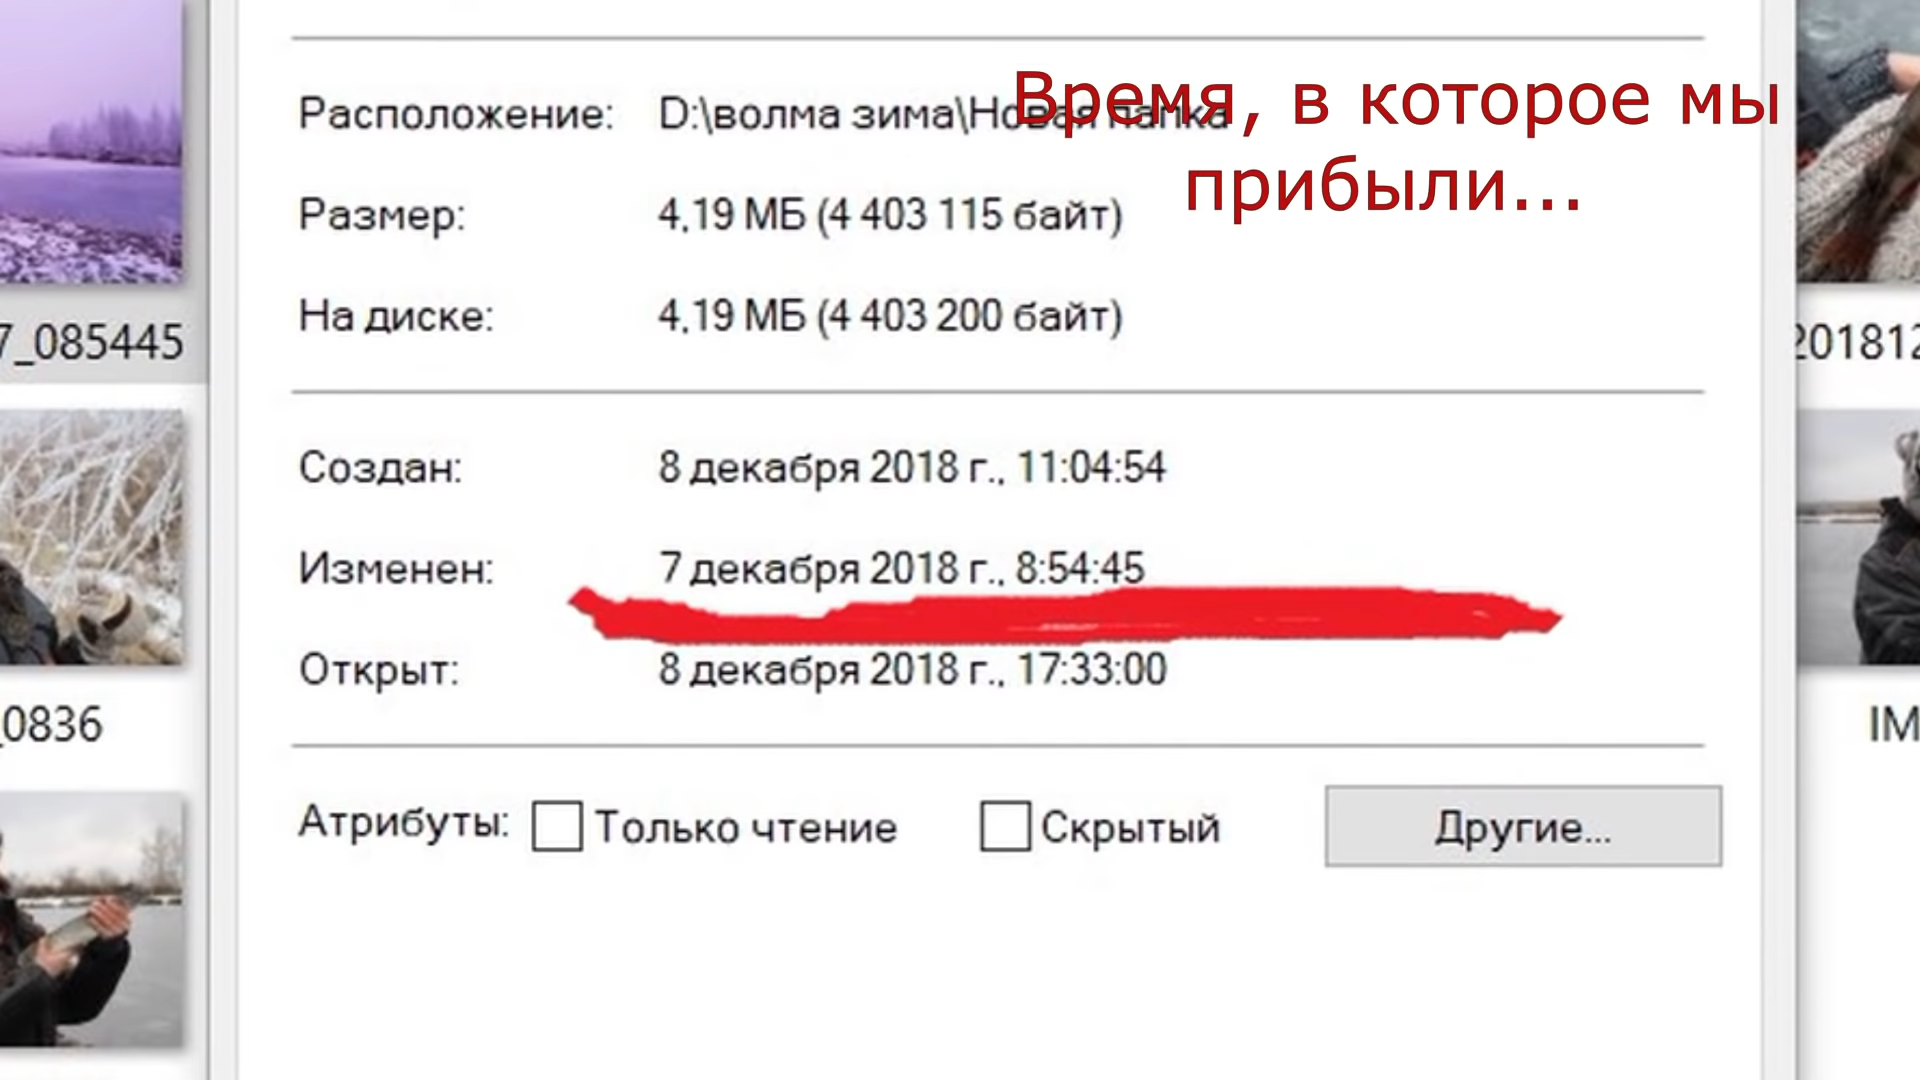 Время, в которое мы
прибыли...
Расположение: D:\волма зима\Новая папка
Размер: 4,19 МБ (4 403 115 байт)
На диске: 4,19 МБ (4 403 200 байт)
7_085445
201812
Создан: 8 декабря 2018 г., 11:04:54
Изменен: 7 декабря 2018 г., 8:54:45
Открыт: 8 декабря 2018 г., 17:33:00
_0836
IM
Атрибуты: Только чтение Скрытый Другие...